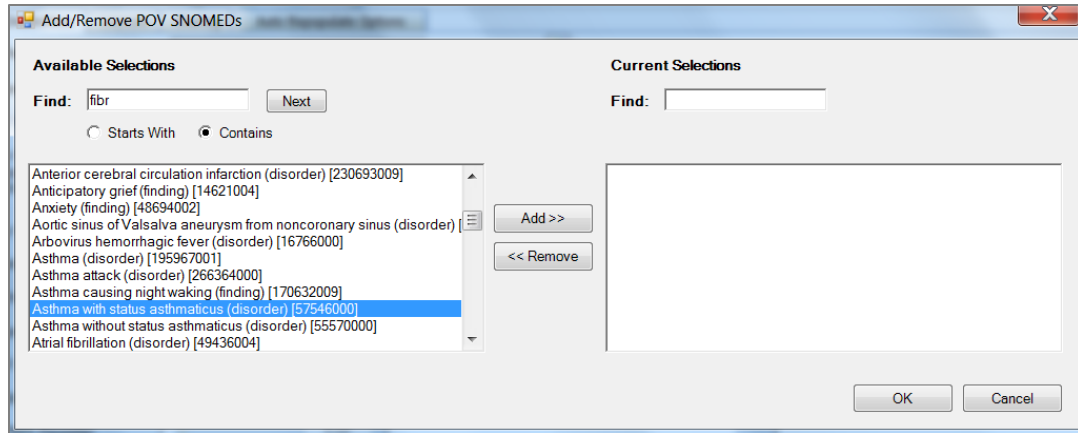 Add/Remove POV SNOMEDs
Available Selections
Find: fibr Next
Starts With Contains
Anterior cerebral circulation infarction (disorder) [230693009]
Anticipatory grief (finding) [14621004]
Anxiety (finding) [48694002]
Aortic sinus of Valsalva aneurysm from noncoronary sinus (disorder) [
Arbovirus hemorrhagic fever (disorder) [16766000]
Asthma (disorder) [195967001]
Asthma attack (disorder) [266364000]
Asthma causing night waking (finding) [170632009]
Asthma with status asthmaticus (disorder) [57546000]
Asthma without status asthmaticus (disorder) [55570000]
Atrial fibrillation (disorder) [49436004]
Add >>
<< Remove
Current Selections
Find:
OK Cancel